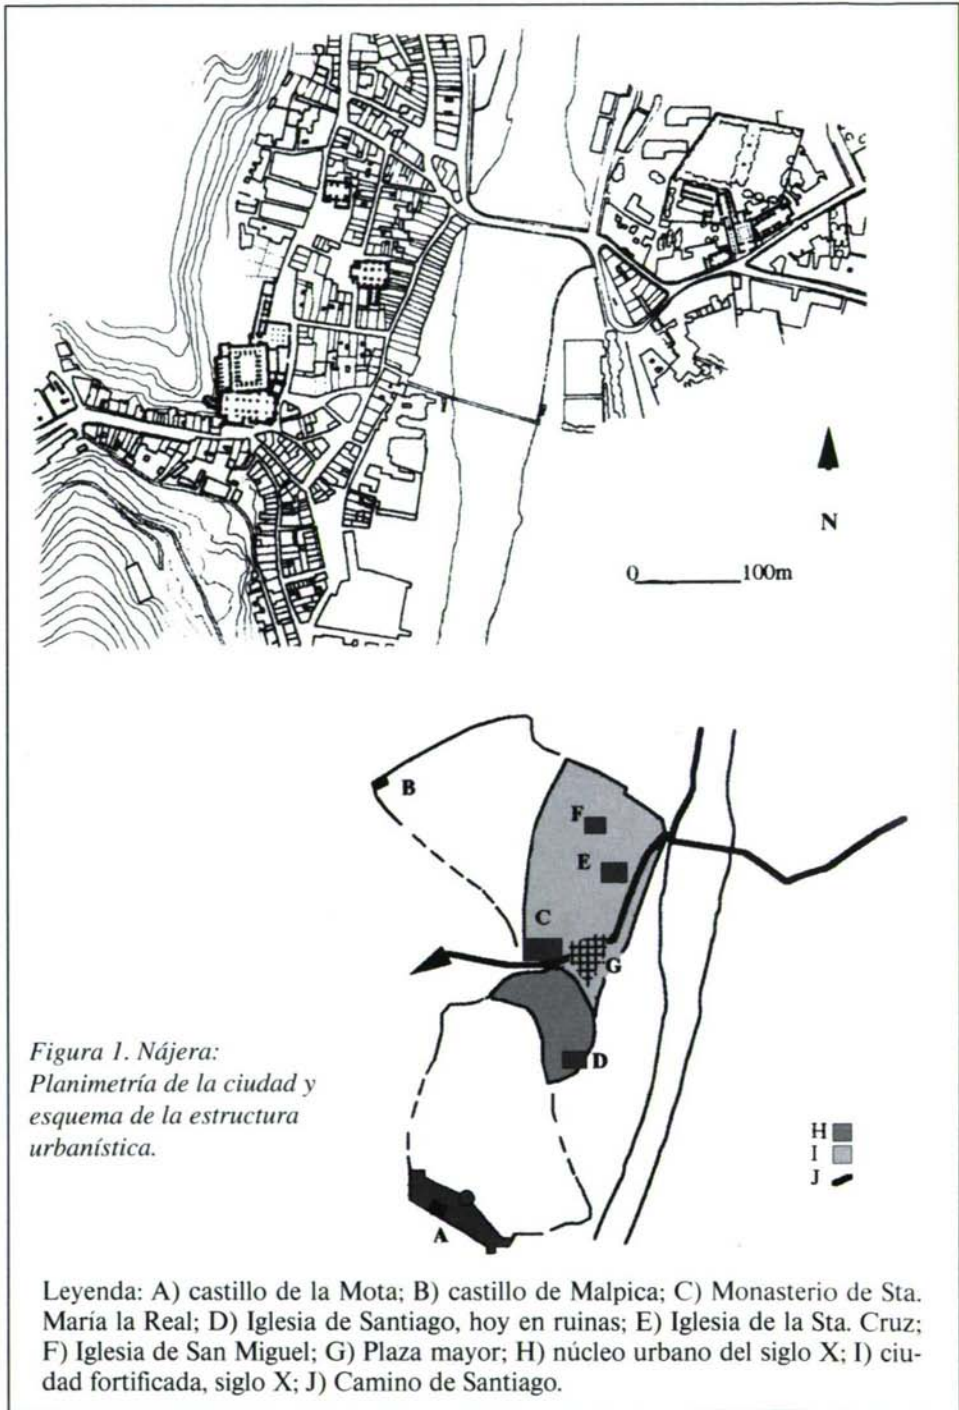 N
0 100m
B
F
E
C
G
D
A
H
I
J
Figura 1. Nájera:
Planimetría de la ciudad y
esquema de la estructura
urbanística.
Leyenda: A) castillo de la Mota; B) castillo de Malpica; C) Monasterio de Sta.
María la Real; D) Iglesia de Santiago, hoy en ruinas; E) Iglesia de la Sta. Cruz;
F) Iglesia de San Miguel; G) Plaza mayor; H) núcleo urbano del siglo X; I) ciu-
dad fortificada, siglo X; J) Camino de Santiago.